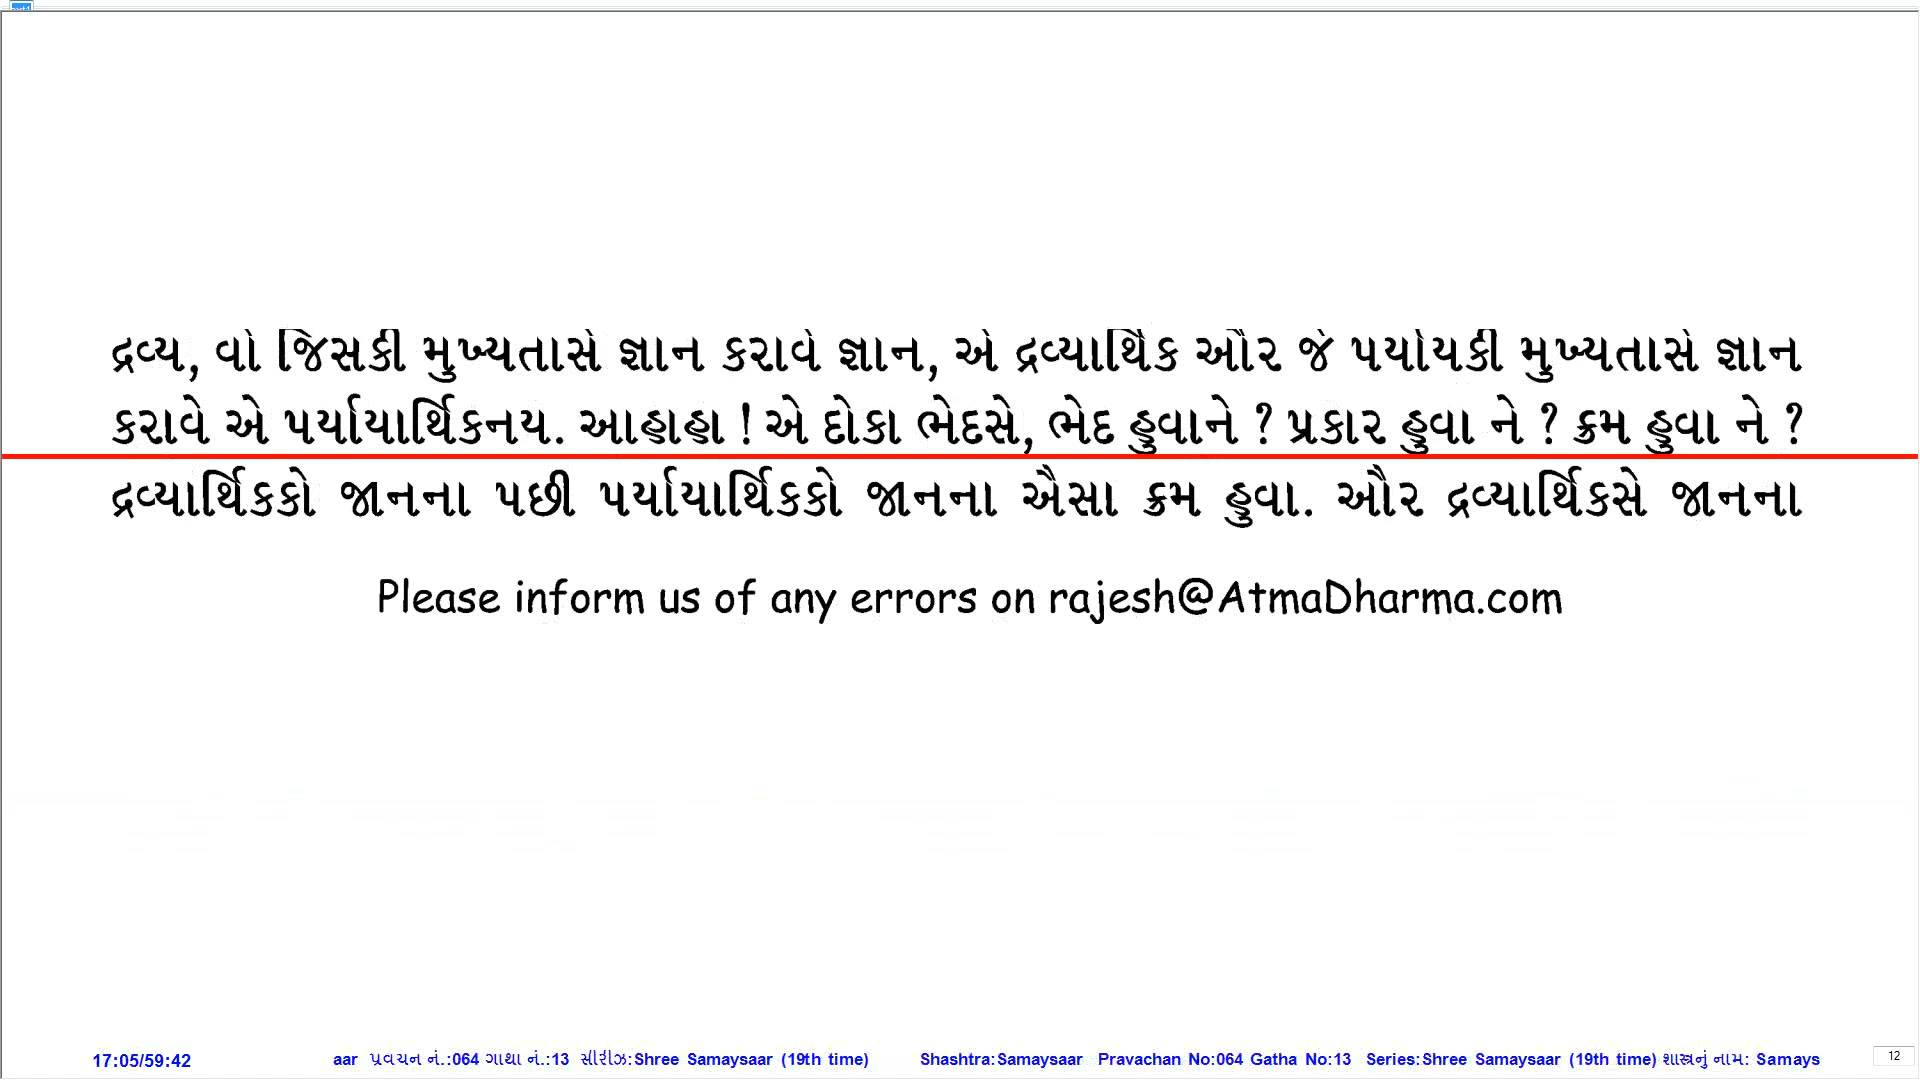 દ્રવ્ય, વો જિસકી મુખ્યતાસે જ્ઞાન કરાવે જ્ઞાન, એ દ્રવ્યાર્થિક ઔર જે પર્યાયકી મુખ્યતાસે જ્ઞાન
કરાવે એ પર્યાયાર્થિકનય. આહાહા ! એ દોકા ભેદસે, ભેદ હુવાને ? પ્રકાર હુવા ને ? ક્રમ હુવા ને ?
દ્રવ્યાર્થિકકો જાનના પછી પર્યાયાર્થિકકો જાનના ઐસા ક્રમ હુવા. ઔર દ્રવ્યાર્થિકસે જાનના
Please inform us of any errors on rajesh@AtmaDharma.com
17:05/59:42 aar પ્રવચન નં.:064 ગાથા નં.:13 સીરીઝ:Shree Samaysaar (19th time) Shashtra:Samaysaar Pravachan No:064 Gatha No:13 Series:Shree Samaysaar (19th time) શાસ્ત્રનું નામ: Samays 12